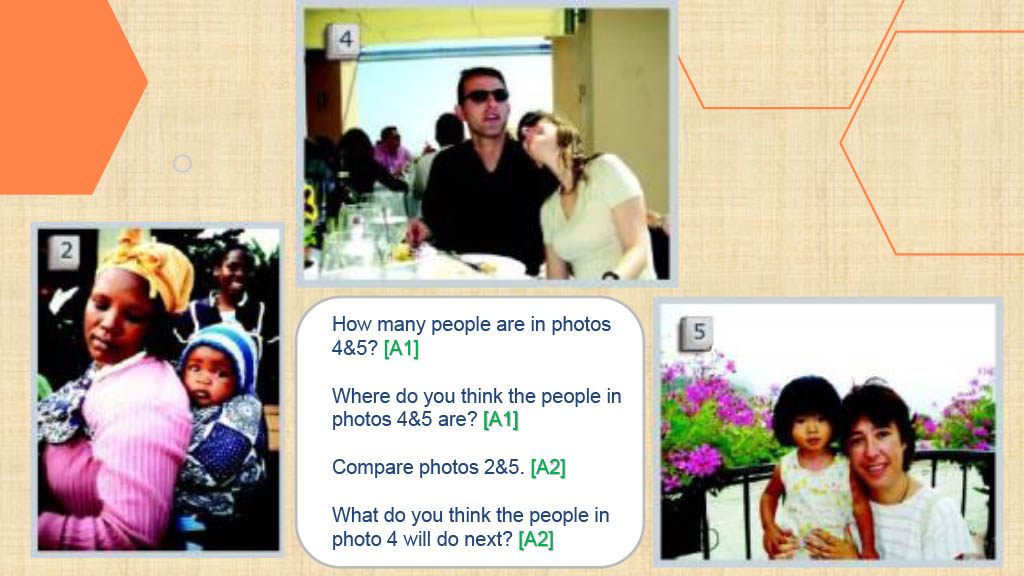 4
2
How many people are in photos
4&5? [A1]
Where do you think the people in
photos 4&5 are? [A1]
Compare photos 2&5. [A2]
What do you think the people in
photo 4 will do next? [A2]
5